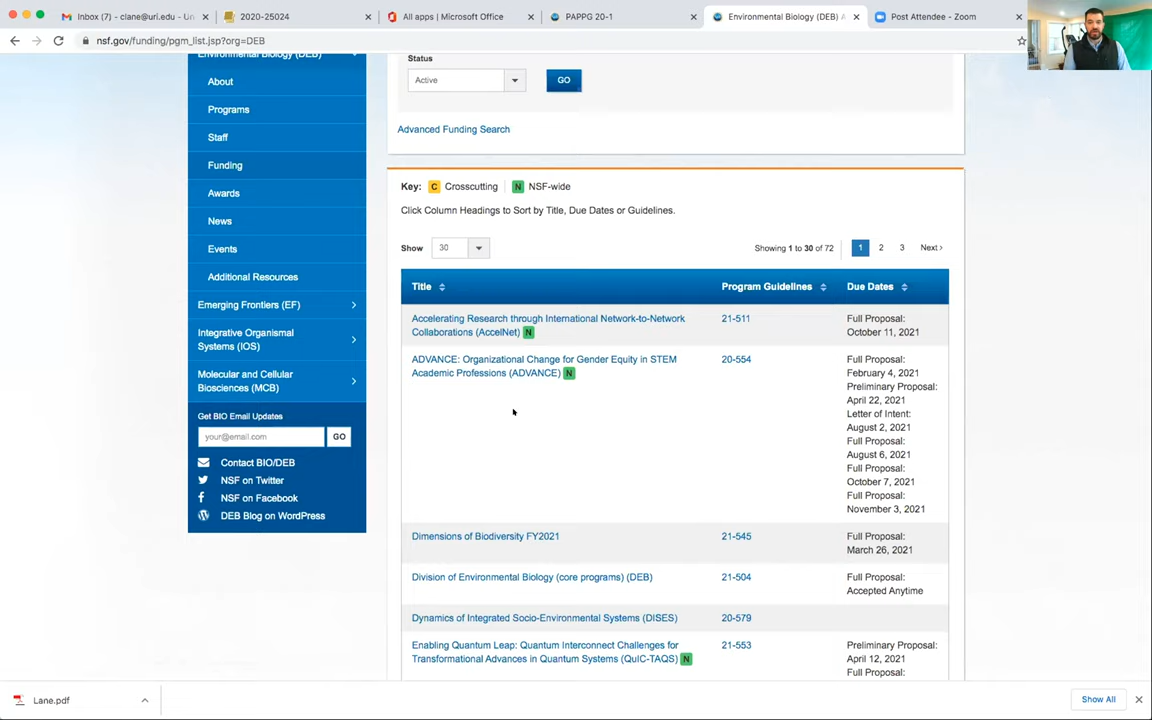 Inbox (7) - clane@uri.edu - Un
2020-25024
All apps | Microsoft Office
PAPPG 20-1
Environmental Biology (DEB) A
Post Attendee - Zoom
nsf.gov/funding/pgm_list.jsp?org=DEB
Environmental Biology (DEB)
About
Programs
Staff
Funding
Awards
News
Events
Additional Resources
Emerging Frontiers (EF)
Integrative Organismal
Systems (IOS)
Molecular and Cellular
Biosciences (MCB)
Get BIO Email Updates
your@email.com GO
Contact BIO/DEB
NSF on Twitter
NSF on Facebook
DEB Blog on WordPress
Status
Active GO
Advanced Funding Search
Key: C Crosscutting N NSF-wide
Click Column Headings to Sort by Title, Due Dates or Guidelines.
Show 30 Showing 1 to 30 of 72 1 2 3 Next ›
Title Program Guidelines Due Dates
Accelerating Research through International Network-to-Network 21-511 Full Proposal:
Collaborations (AccelNet) N October 11, 2021
ADVANCE: Organizational Change for Gender Equity in STEM 20-554 Full Proposal:
Academic Professions (ADVANCE) N February 4, 2021
Preliminary Proposal:
April 22, 2021
Letter of Intent:
August 2, 2021
Full Proposal:
August 6, 2021
Full Proposal:
October 7, 2021
Full Proposal:
November 3, 2021
Dimensions of Biodiversity FY2021 21-545 Full Proposal:
March 26, 2021
Division of Environmental Biology (core programs) (DEB) 21-504 Full Proposal:
Accepted Anytime
Dynamics of Integrated Socio-Environmental Systems (DISES) 20-579
Enabling Quantum Leap: Quantum Interconnect Challenges for 21-553 Preliminary Proposal:
Transformational Advances in Quantum Systems (QuIC-TAQS) N April 12, 2021
Full Proposal:
Lane.pdf
Show All